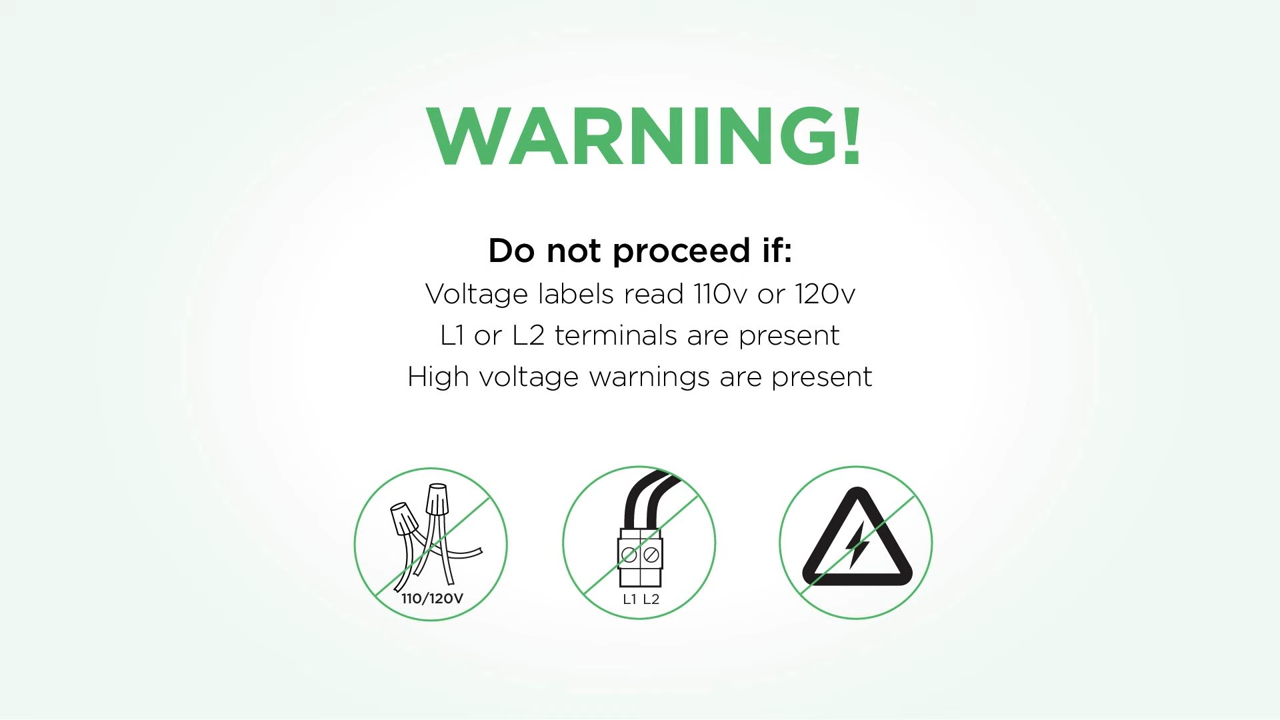 WARNING!
Do not proceed if:
Voltage labels read 110v or 120v
L1 or L2 terminals are present
High voltage warnings are present
110/120V
L1 L2